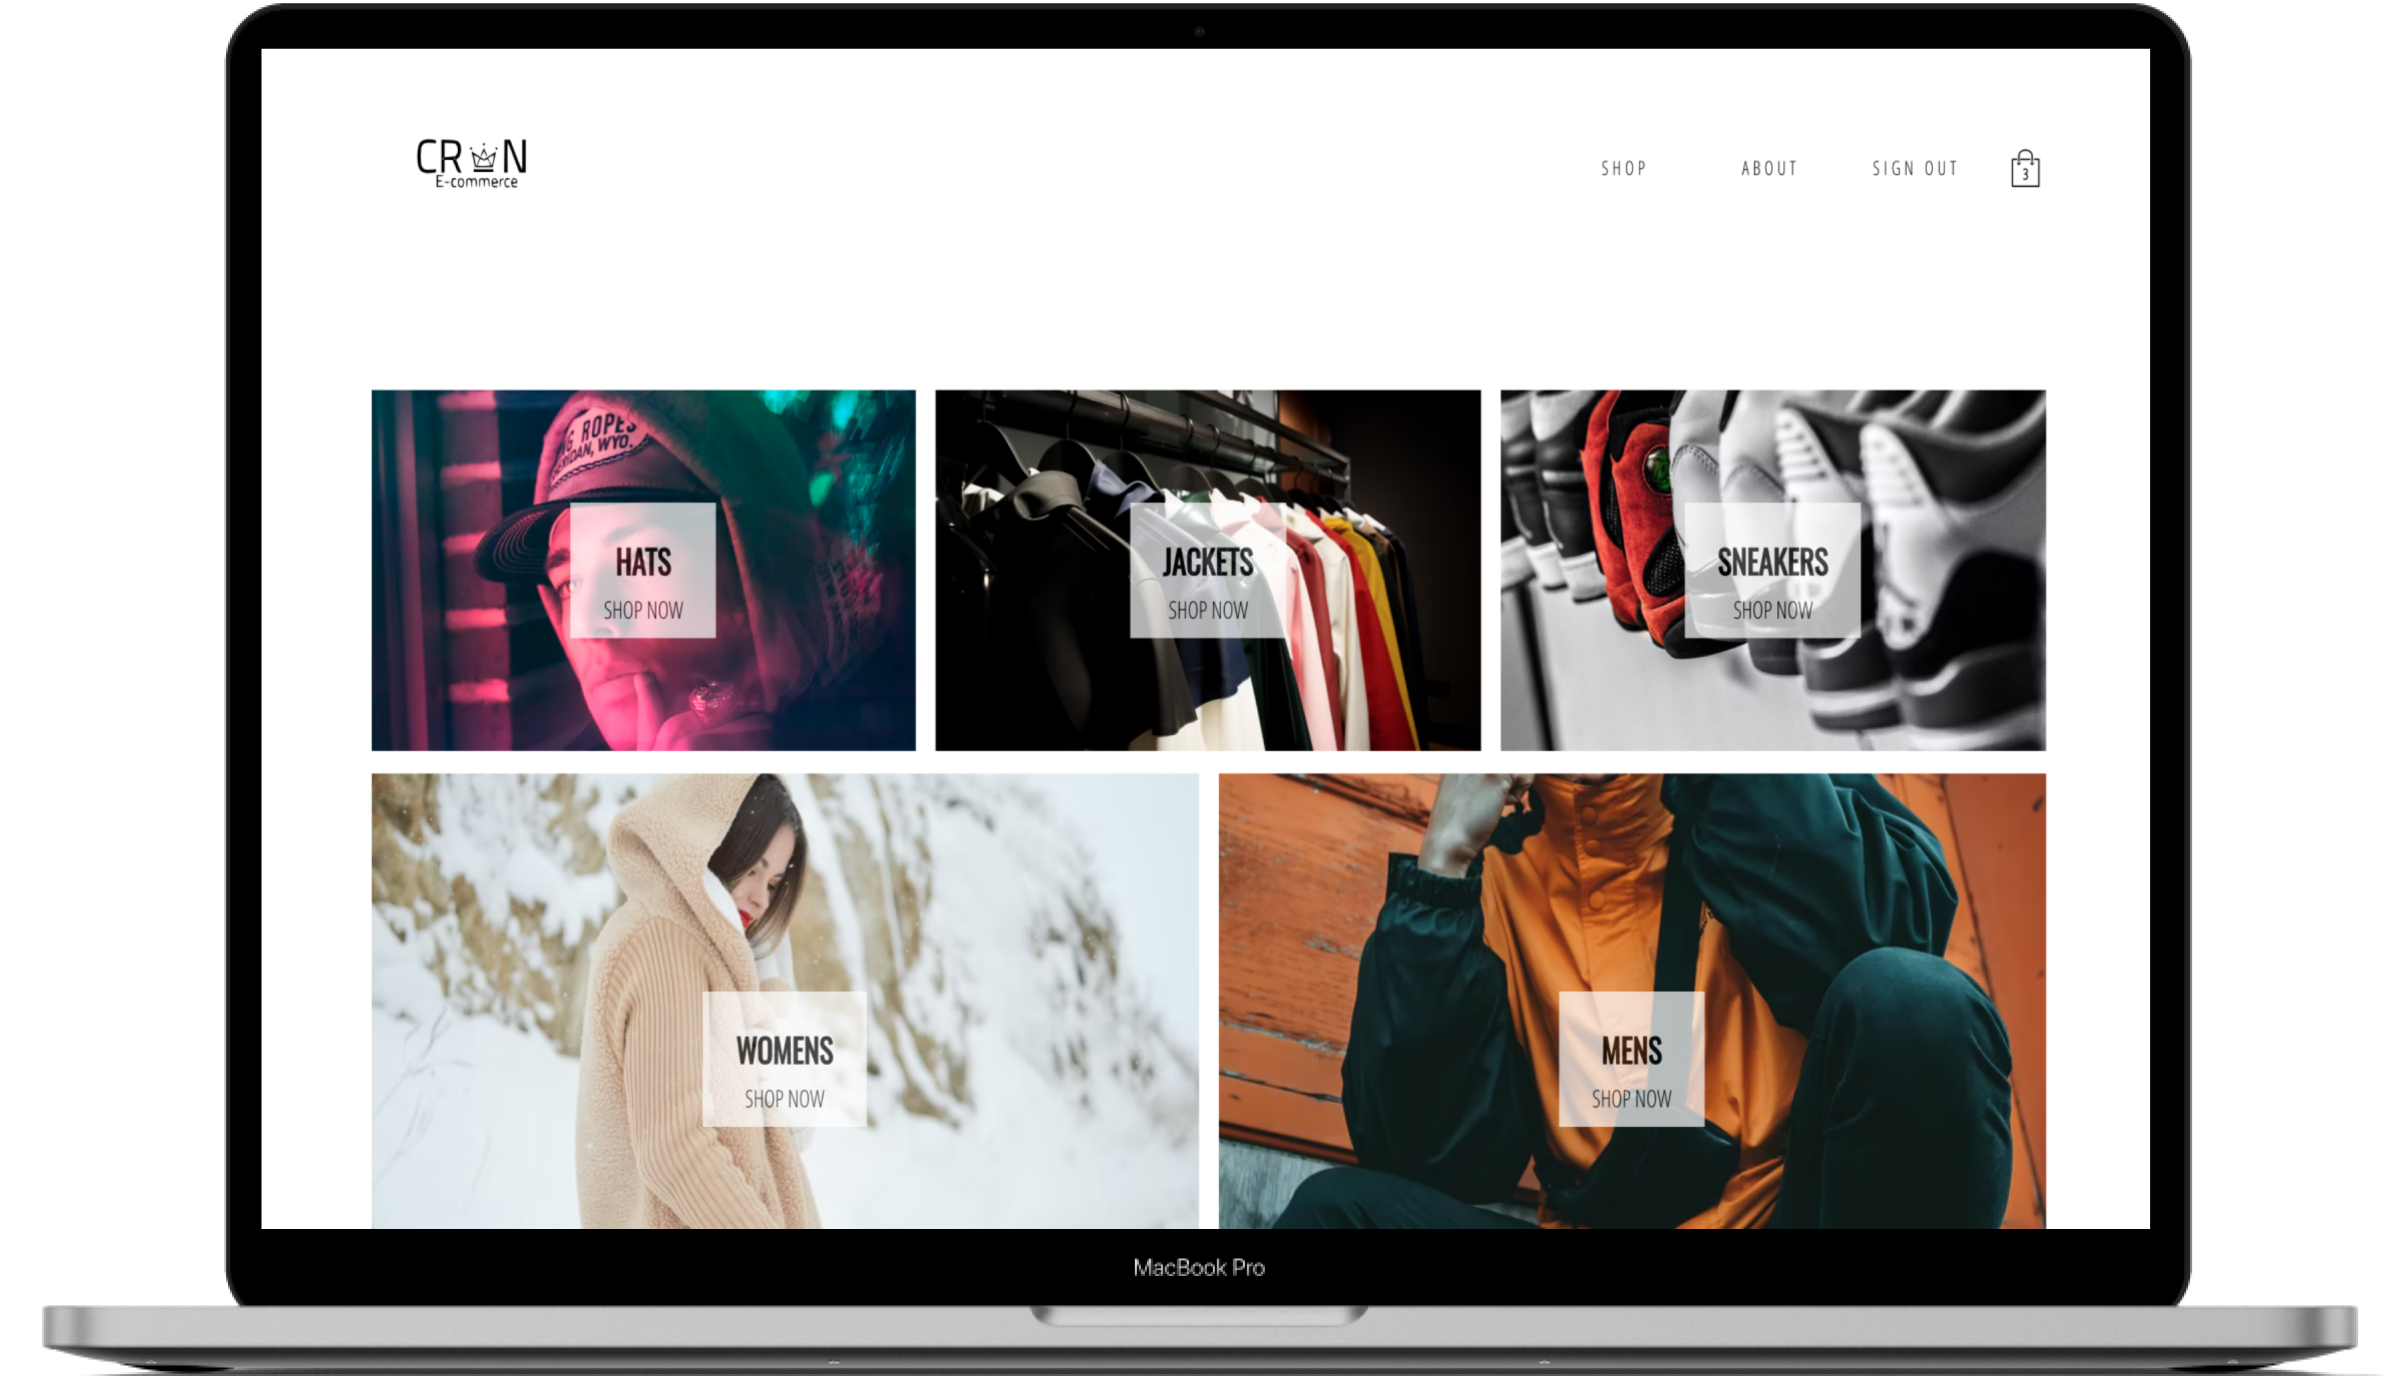 CR N
E-commerce
SHOP ABOUT SIGN OUT 3
ROPES
WYO.
HATS
SHOP NOW
JACKETS
SHOP NOW
SNEAKERS
SHOP NOW
WOMENS
SHOP NOW
MENS
SHOP NOW
MacBook Pro